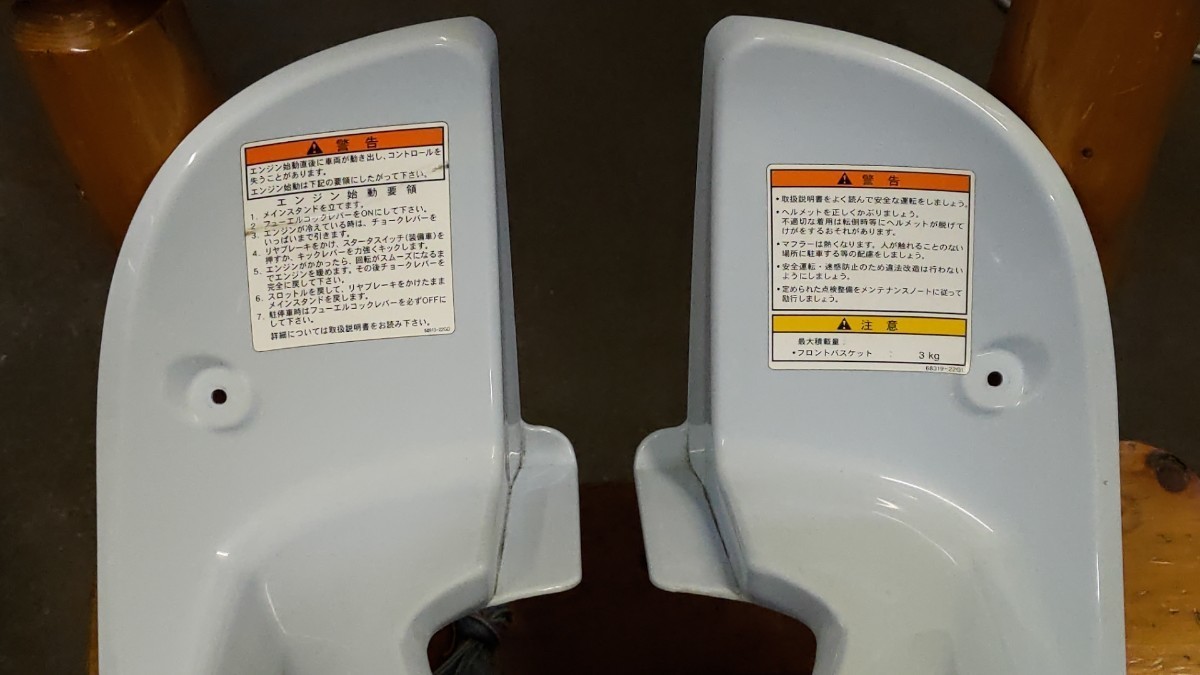 警告
エンジン始動直後に車両が動き出し、コントロールを
失うことがあります。
エンジン始動は下記の要領にしたがって下さい。
エンジン始動要領
1. メインスタンドを立てます。
2. フューエルコックレバーをONにして下さい。
3. エンジンが冷えている時は、チョークレバーを
いっぱいまで引きます。
4. リヤブレーキをかけ、スタータスイッチ(装備車)を
押すか、キックレバーを力強くキックします。
5. エンジンがかかったら、回転がスムーズになるま
でエンジンを暖めます。その後チョークレバーを
完全に戻して下さい。
6. スロットルを戻して、リヤブレーキをかけたまま
メインスタンドを戻します。
7. 駐停車時はフューエルコックレバーを必ずOFFに
して下さい。
詳細については取扱説明書をお読み下さい。
警告
・取扱説明書をよく読んで安全な運転をしましょう。
・ヘルメットを正しくかぶりましょう。
不適切な着用は転倒時等にヘルメットが脱げて
けがをするおそれがあります。
・マフラーは熱くなります。人が触れることのない
場所に駐車する等の配慮をしましょう。
・安全運転・迷惑防止のため違法改造は行わない
ようにしましょう。
・定められた点検整備をメンテナンスノートに従って
励行しましょう。
注意
最大積載量:
・フロントバスケット : 3kg